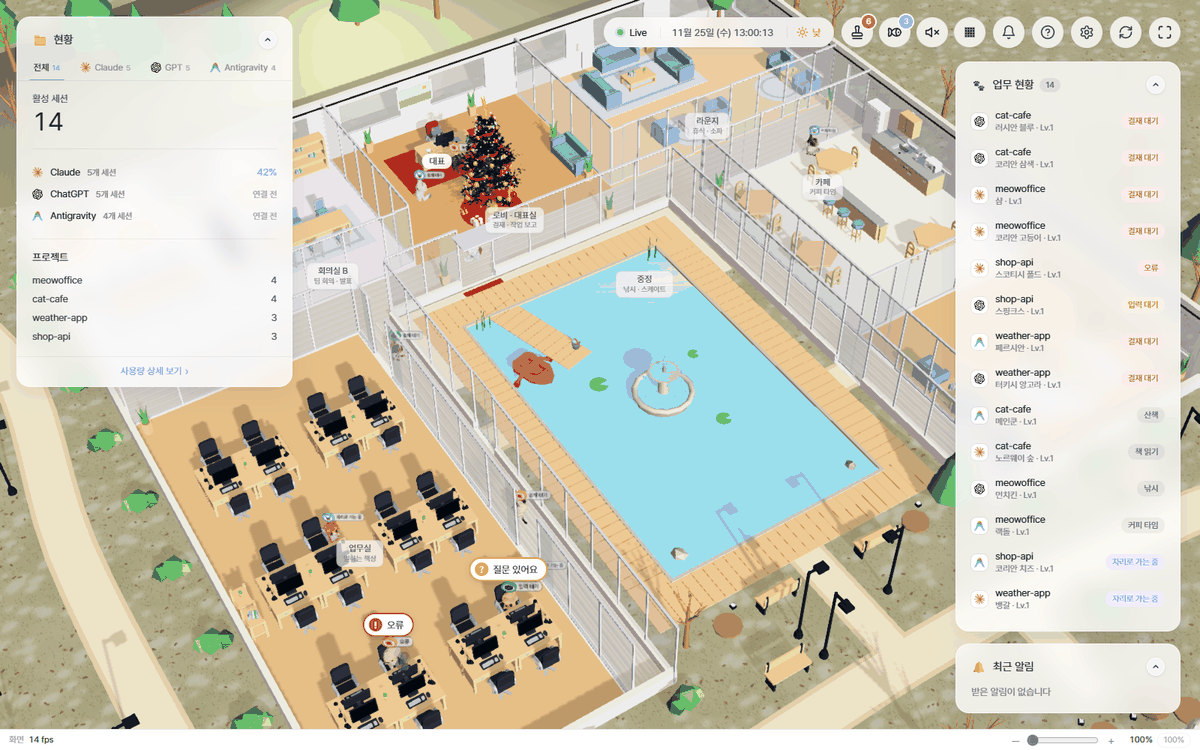 현황
전체 14
Claude 5
GPT 5
Antigravity 4
활성 세션
14
Claude 5개 세션 42%
ChatGPT 5개 세션 연결 전
Antigravity 4개 세션 연결 전
프로젝트
meowoffice 4
cat-cafe 4
weather-app 3
shop-api 3
사용량 상세 보기 ›
Live 11월 25일 (수) 13:00:13 낮
6
3
대표
라운지
로비 · 대표실
결재 · 작업 보고
카페
커피 타임
회의실 B
팀 회의 · 발표
중정
낚시 · 스케이트
업무실
질문 있어요
입력 대기
오류
오류
업무 현황 14
cat-cafe
러시안 블루 · Lv.1
결재 대기
cat-cafe
코리안 삼색 · Lv.1
결재 대기
meowoffice
샴 · Lv.1
결재 대기
meowoffice
코리안 고등어 · Lv.1
결재 대기
shop-api
스코티시 폴드 · Lv.1
오류
shop-api
스핑크스 · Lv.1
입력 대기
weather-app
페르시안 · Lv.1
결재 대기
weather-app
터키시 앙고라 · Lv.1
결재 대기
cat-cafe
메인쿤 · Lv.1
산책
cat-cafe
노르웨이 숲 · Lv.1
책 읽기
meowoffice
먼치킨 · Lv.1
낚시
meowoffice
랙돌 · Lv.1
커피 타임
shop-api
코리안 치즈 · Lv.1
자리로 가는 중
weather-app
벵갈 · Lv.1
자리로 가는 중
최근 알림
받은 알림이 없습니다
화면 14 fps
100% 100%